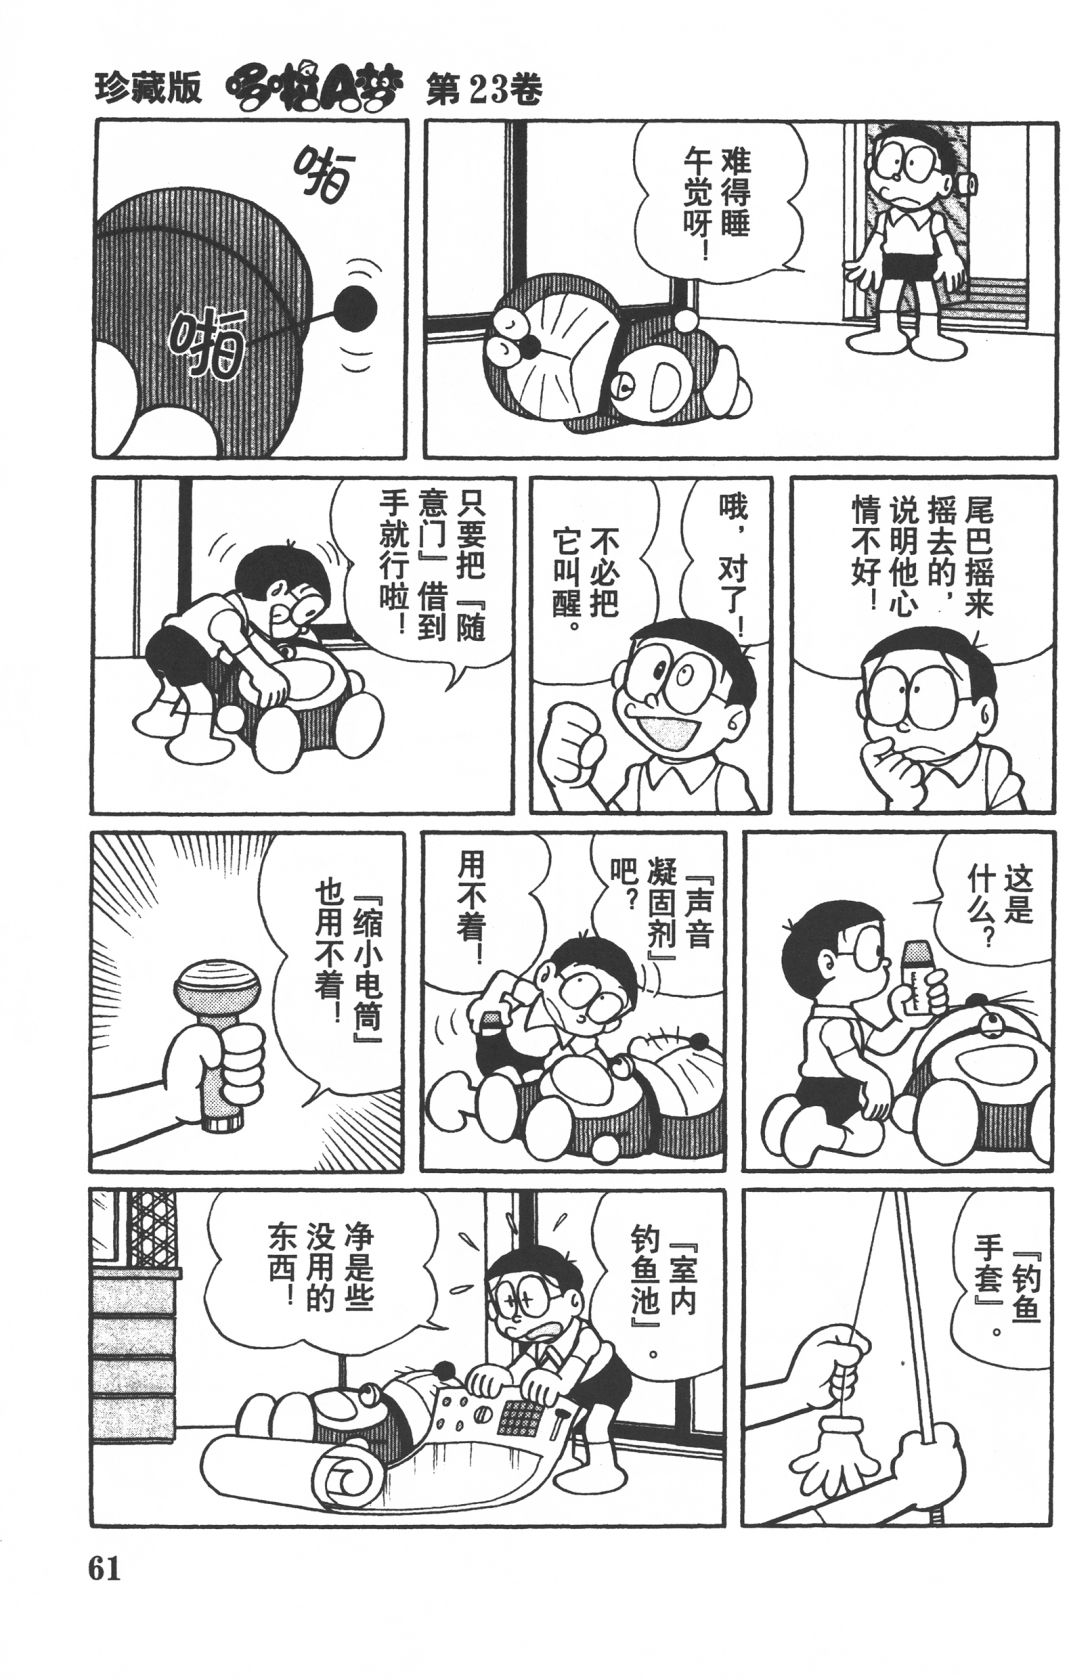 珍藏版 哆啦A梦 第23卷
难得睡
午觉呀！
啪
啪
尾巴摇来
摇去的，
说明他心
情不好！
哦，对了！
不必把
它叫醒。
只要把『随
意门』借到
手就行啦！
这是
什么？
『声音
凝固剂』
吧？
用不着！
『缩小电筒』
也用不着！
『钓鱼
手套』。
『室内
钓鱼池』。
净是些
没用的
东西！
61